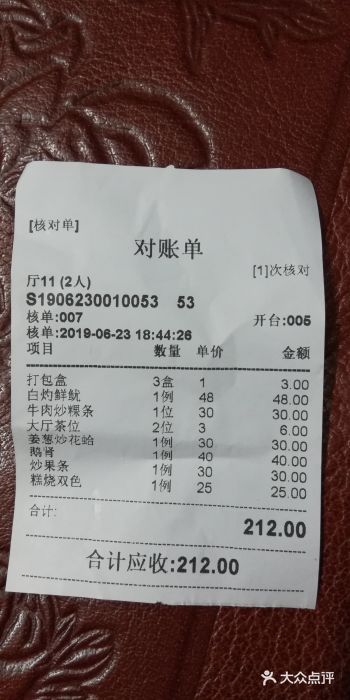 [核对单]
对账单
[1]次核对
厅11 (2人)
S1906230010053 53
核单:007 开台:005
核单:2019-06-23 18:44:26
项目 数量 单价 金额
打包盒 3盒 1 3.00
白灼鲜鱿 1例 48 48.00
牛肉炒粿条 1位 30 30.00
大厅茶位 2位 3 6.00
姜葱炒花蛤 1例 30 30.00
鹅肾 1例 40 40.00
炒果条 1例 30 30.00
糕烧双色 1例 25 25.00
合计:
212.00
合计应收:212.00
大众点评